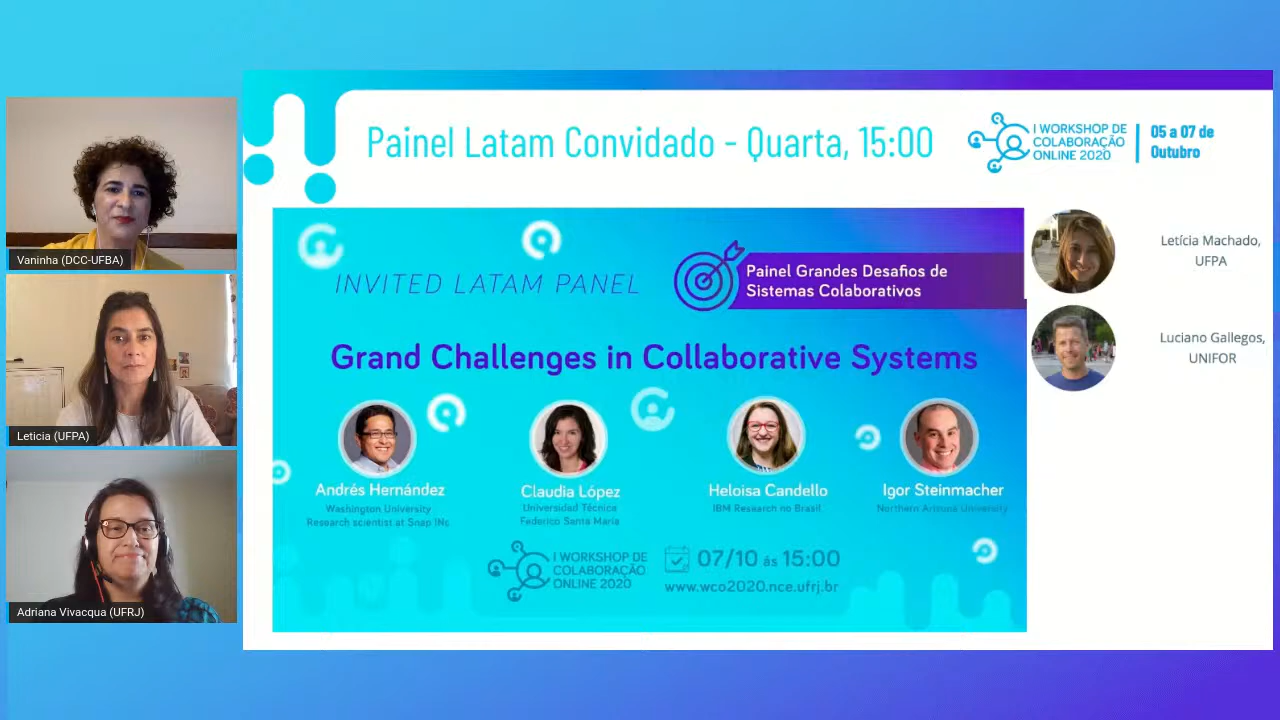 Painel Latam Convidado - Quarta, 15:00
I WORKSHOP DE
COLABORAÇÃO
ONLINE 2020
05 a 07 de
Outubro
Vaninha (DCC-UFBA)
Leticia (UFPA)
Adriana Vivacqua (UFRJ)
INVITED LATAM PANEL
Painel Grandes Desafios de
Sistemas Colaborativos
Grand Challenges in Collaborative Systems
Andrés Hernández
Washington University
Research scientist at Snap INc
Claudia López
Universidad Técnica
Federico Santa María
Heloisa Candello
IBM Research no Brasil
Igor Steinmacher
Northern Arizona University
I WORKSHOP DE
COLABORAÇÃO
ONLINE 2020
07/10 ás 15:00
www.wco2020.nce.ufrj.br
Letícia Machado,
UFPA
Luciano Gallegos,
UNIFOR